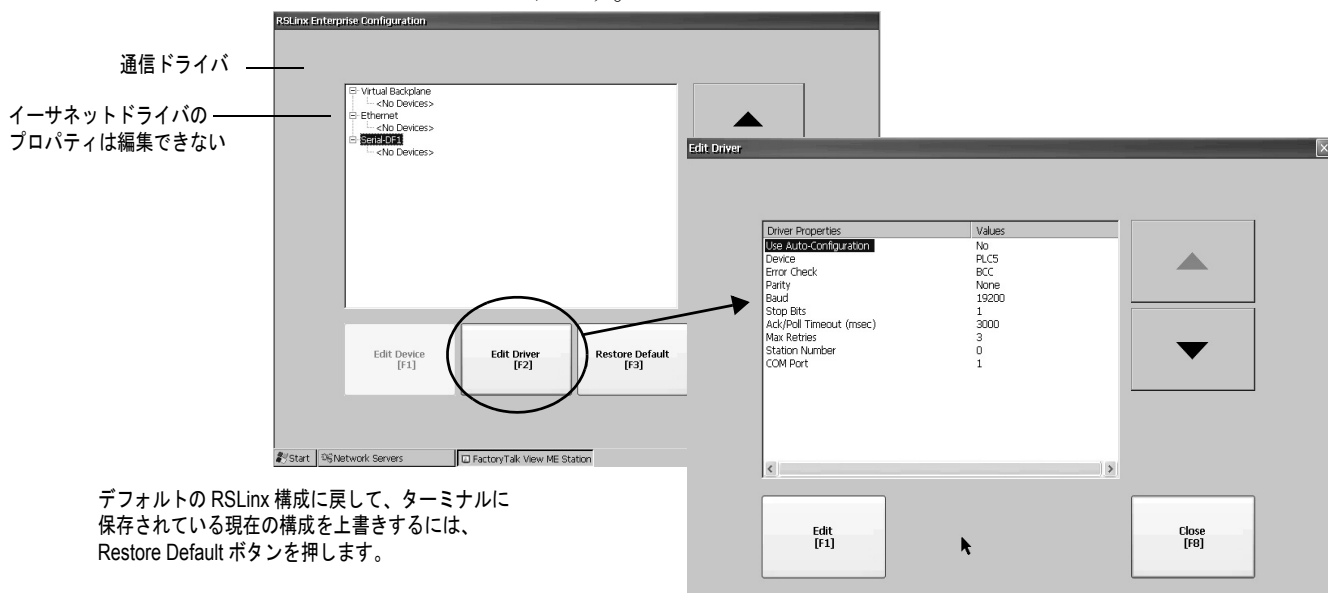 RSLinx Enterprise Configuration
通信ドライバ
イーサネットドライバの
プロパティは編集できない
Virtual Backplane
<No Devices>
Ethernet
<No Devices>
Serial-DF1
<No Devices>
Edit Device
[F1]
Edit Driver
[F2]
Restore Default
[F3]
Start
Network Servers
FactoryTalk View ME Station
Edit Driver
Driver Properties Values
Use Auto-Configuration No
Device PLC5
Error Check BCC
Parity None
Baud 19200
Stop Bits 1
Ack/Poll Timeout (msec) 3000
Max Retries 3
Station Number 0
COM Port 1
Edit
[F1]
Close
[F8]
デフォルトの RSLinx 構成に戻して、ターミナルに
保存されている現在の構成を上書きするには、
Restore Default ボタンを押します。